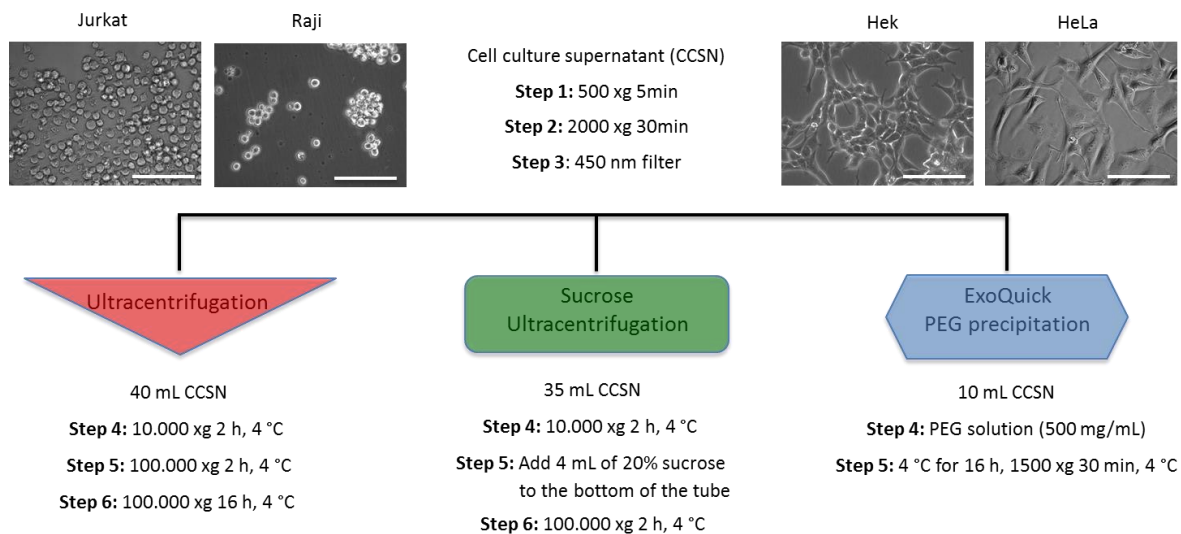 Jurkat
Raji
Hek
HeLa
Cell culture supernatant (CCSN)
Step 1: 500 xg 5min
Step 2: 2000 xg 30min
Step 3: 450 nm filter
Ultracentrifugation
40 mL CCSN
Step 4: 10.000 xg 2 h, 4 °C
Step 5: 100.000 xg 2 h, 4 °C
Step 6: 100.000 xg 16 h, 4 °C
Sucrose
Ultracentrifugation
35 mL CCSN
Step 4: 10.000 xg 2 h, 4 °C
Step 5: Add 4 mL of 20% sucrose
to the bottom of the tube
Step 6: 100.000 xg 2 h, 4 °C
ExoQuick
PEG precipitation
10 mL CCSN
Step 4: PEG solution (500 mg/mL)
Step 5: 4 °C for 16 h, 1500 xg 30 min, 4 °C